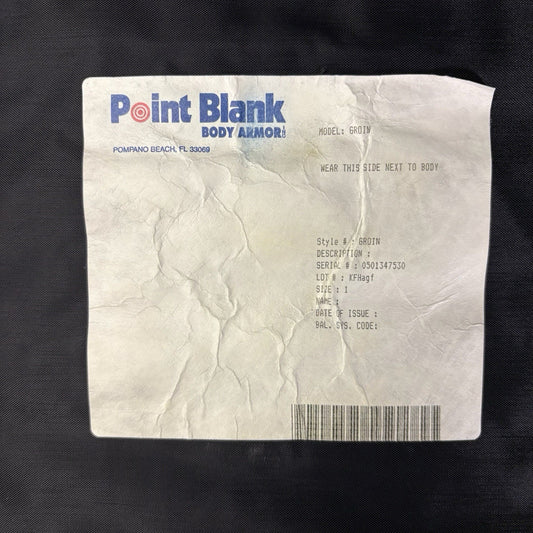 Point Blank
BODY ARMOR
POMPANO BEACH, FL 33069
MODEL: GROIN
WEAR THIS SIDE NEXT TO BODY
Style # : GROIN
DESCRIPTION :
SERIAL # : 0501347530
LOT # : KFHagf
SIZE : 1
NAME :
DATE OF ISSUE :
BAL. SYS. CODE: